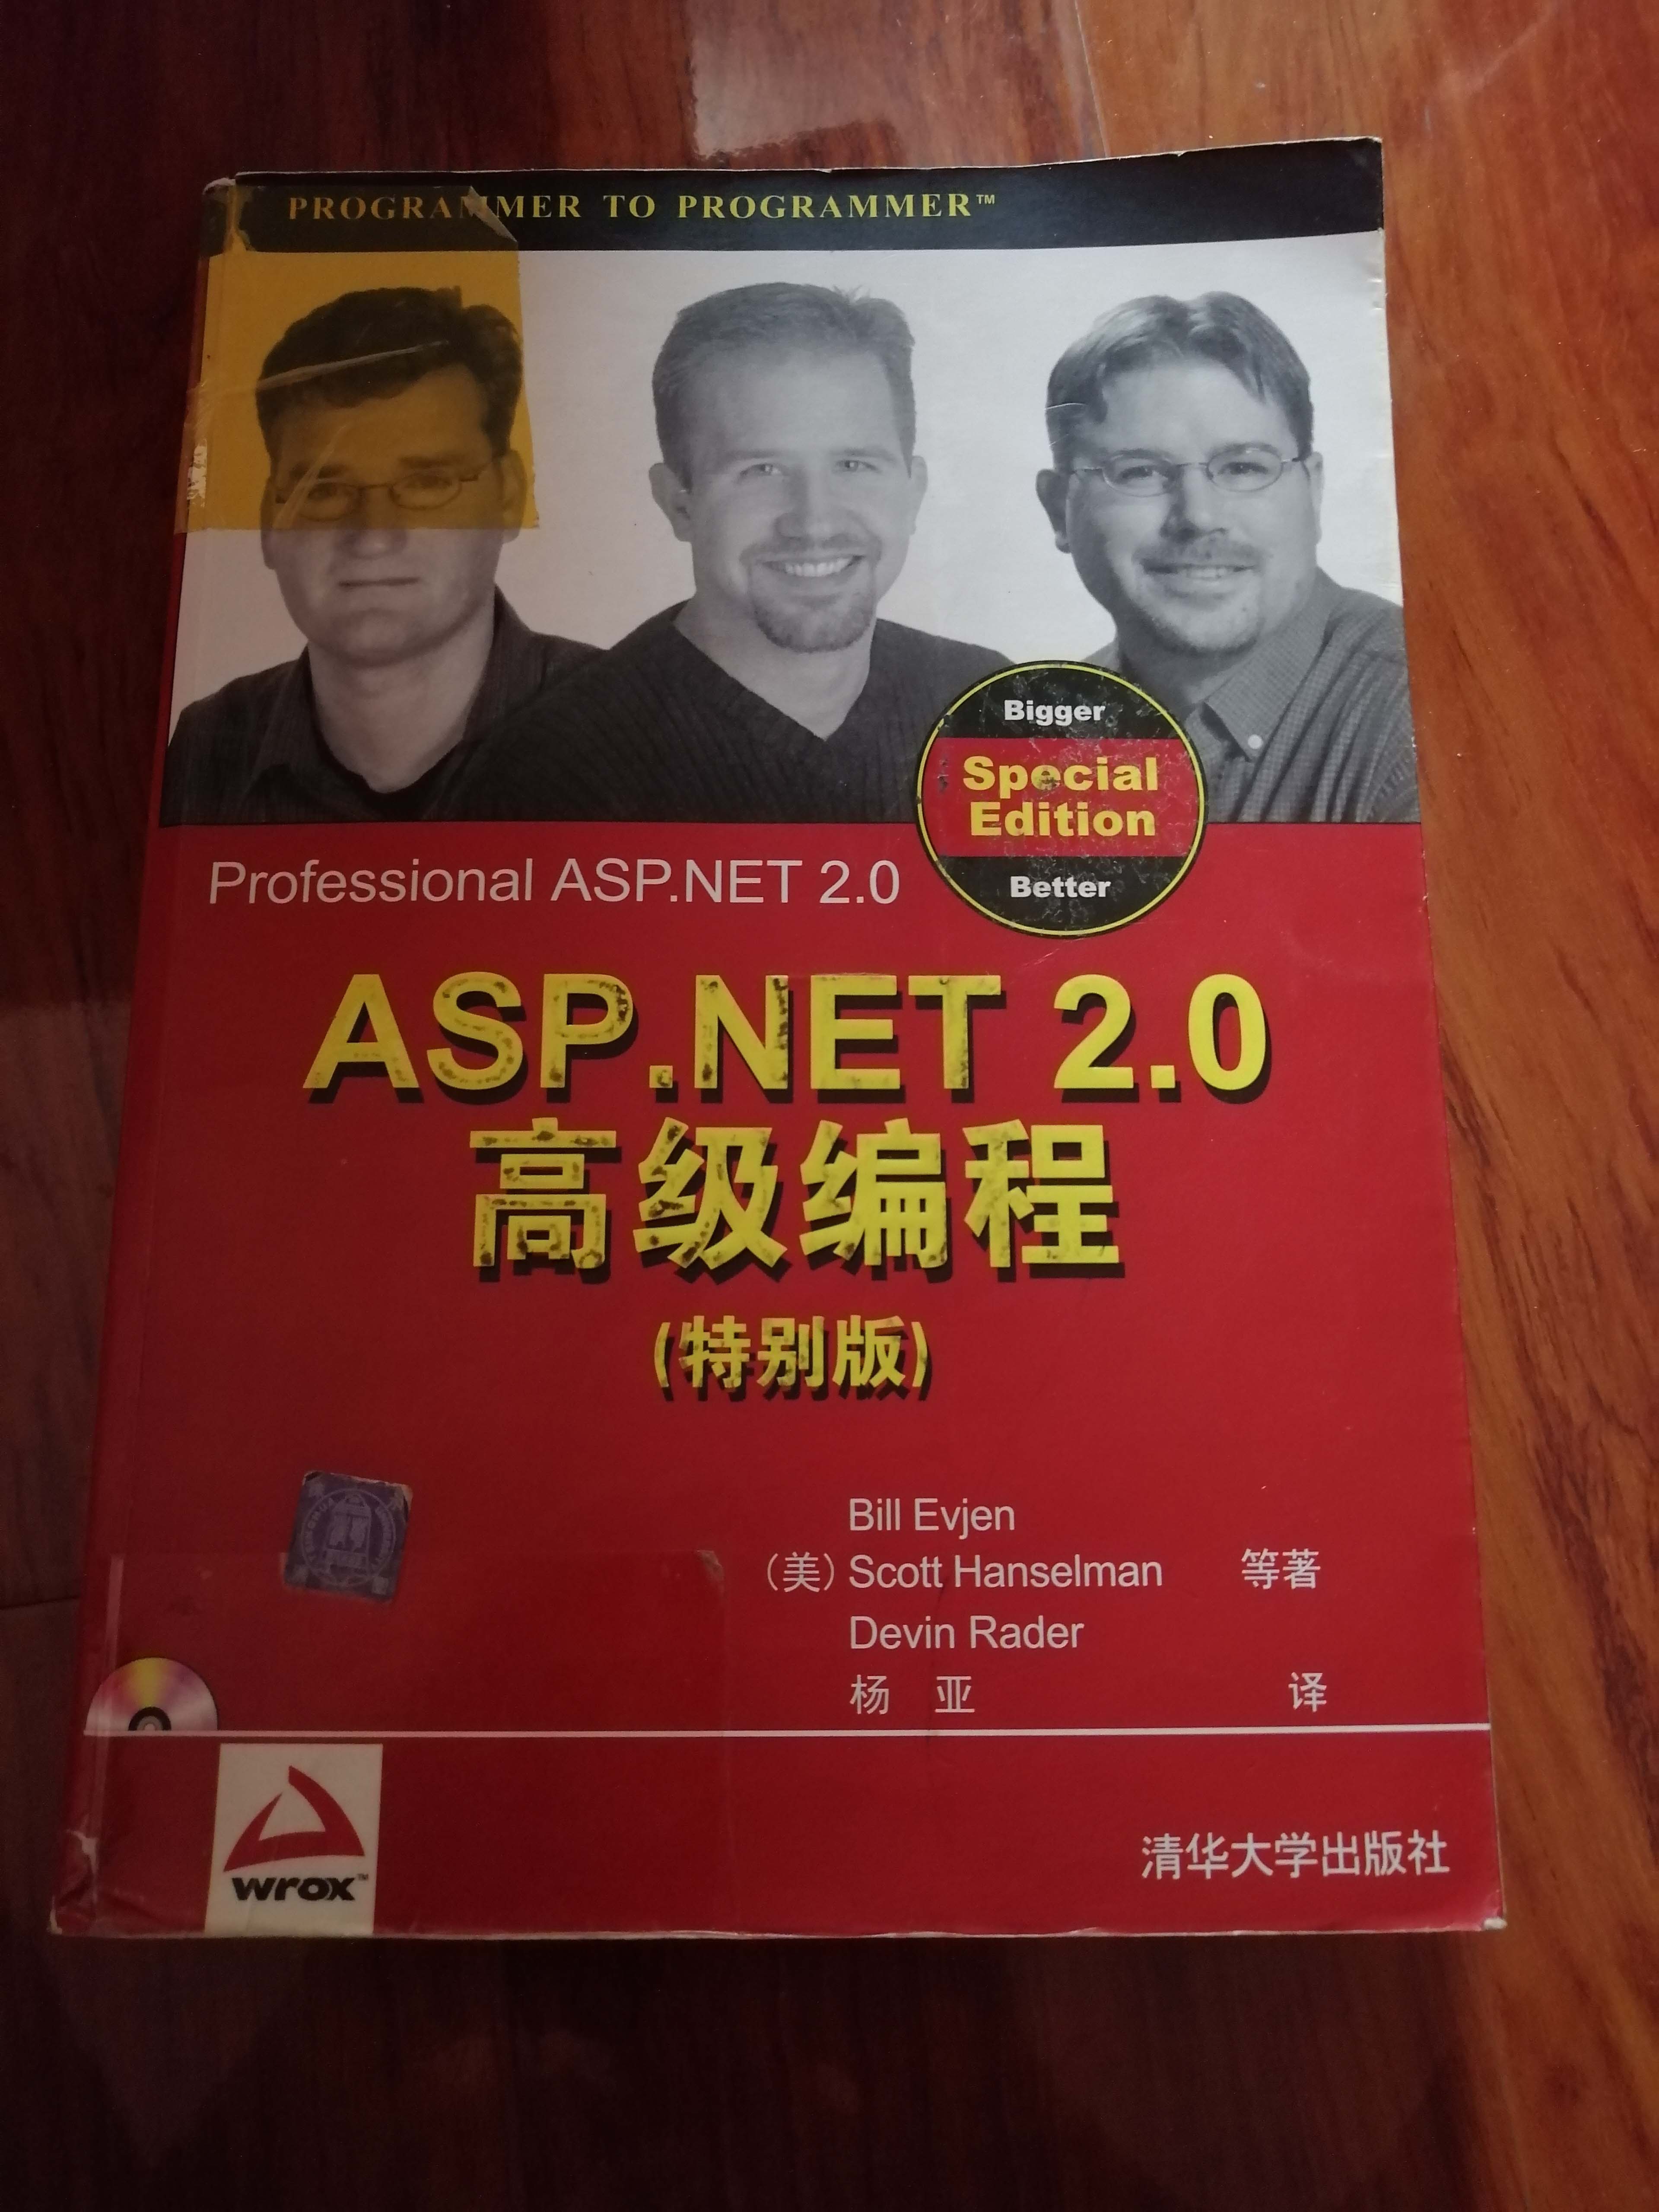 PROGRAMMER TO PROGRAMMER™
Bigger
Special
Edition
Better
Professional ASP.NET 2.0
ASP.NET 2.0
高级编程
(特别版)
Bill Evjen
(美) Scott Hanselman 等著
Devin Rader
杨 亚 译
wrox™
清华大学出版社